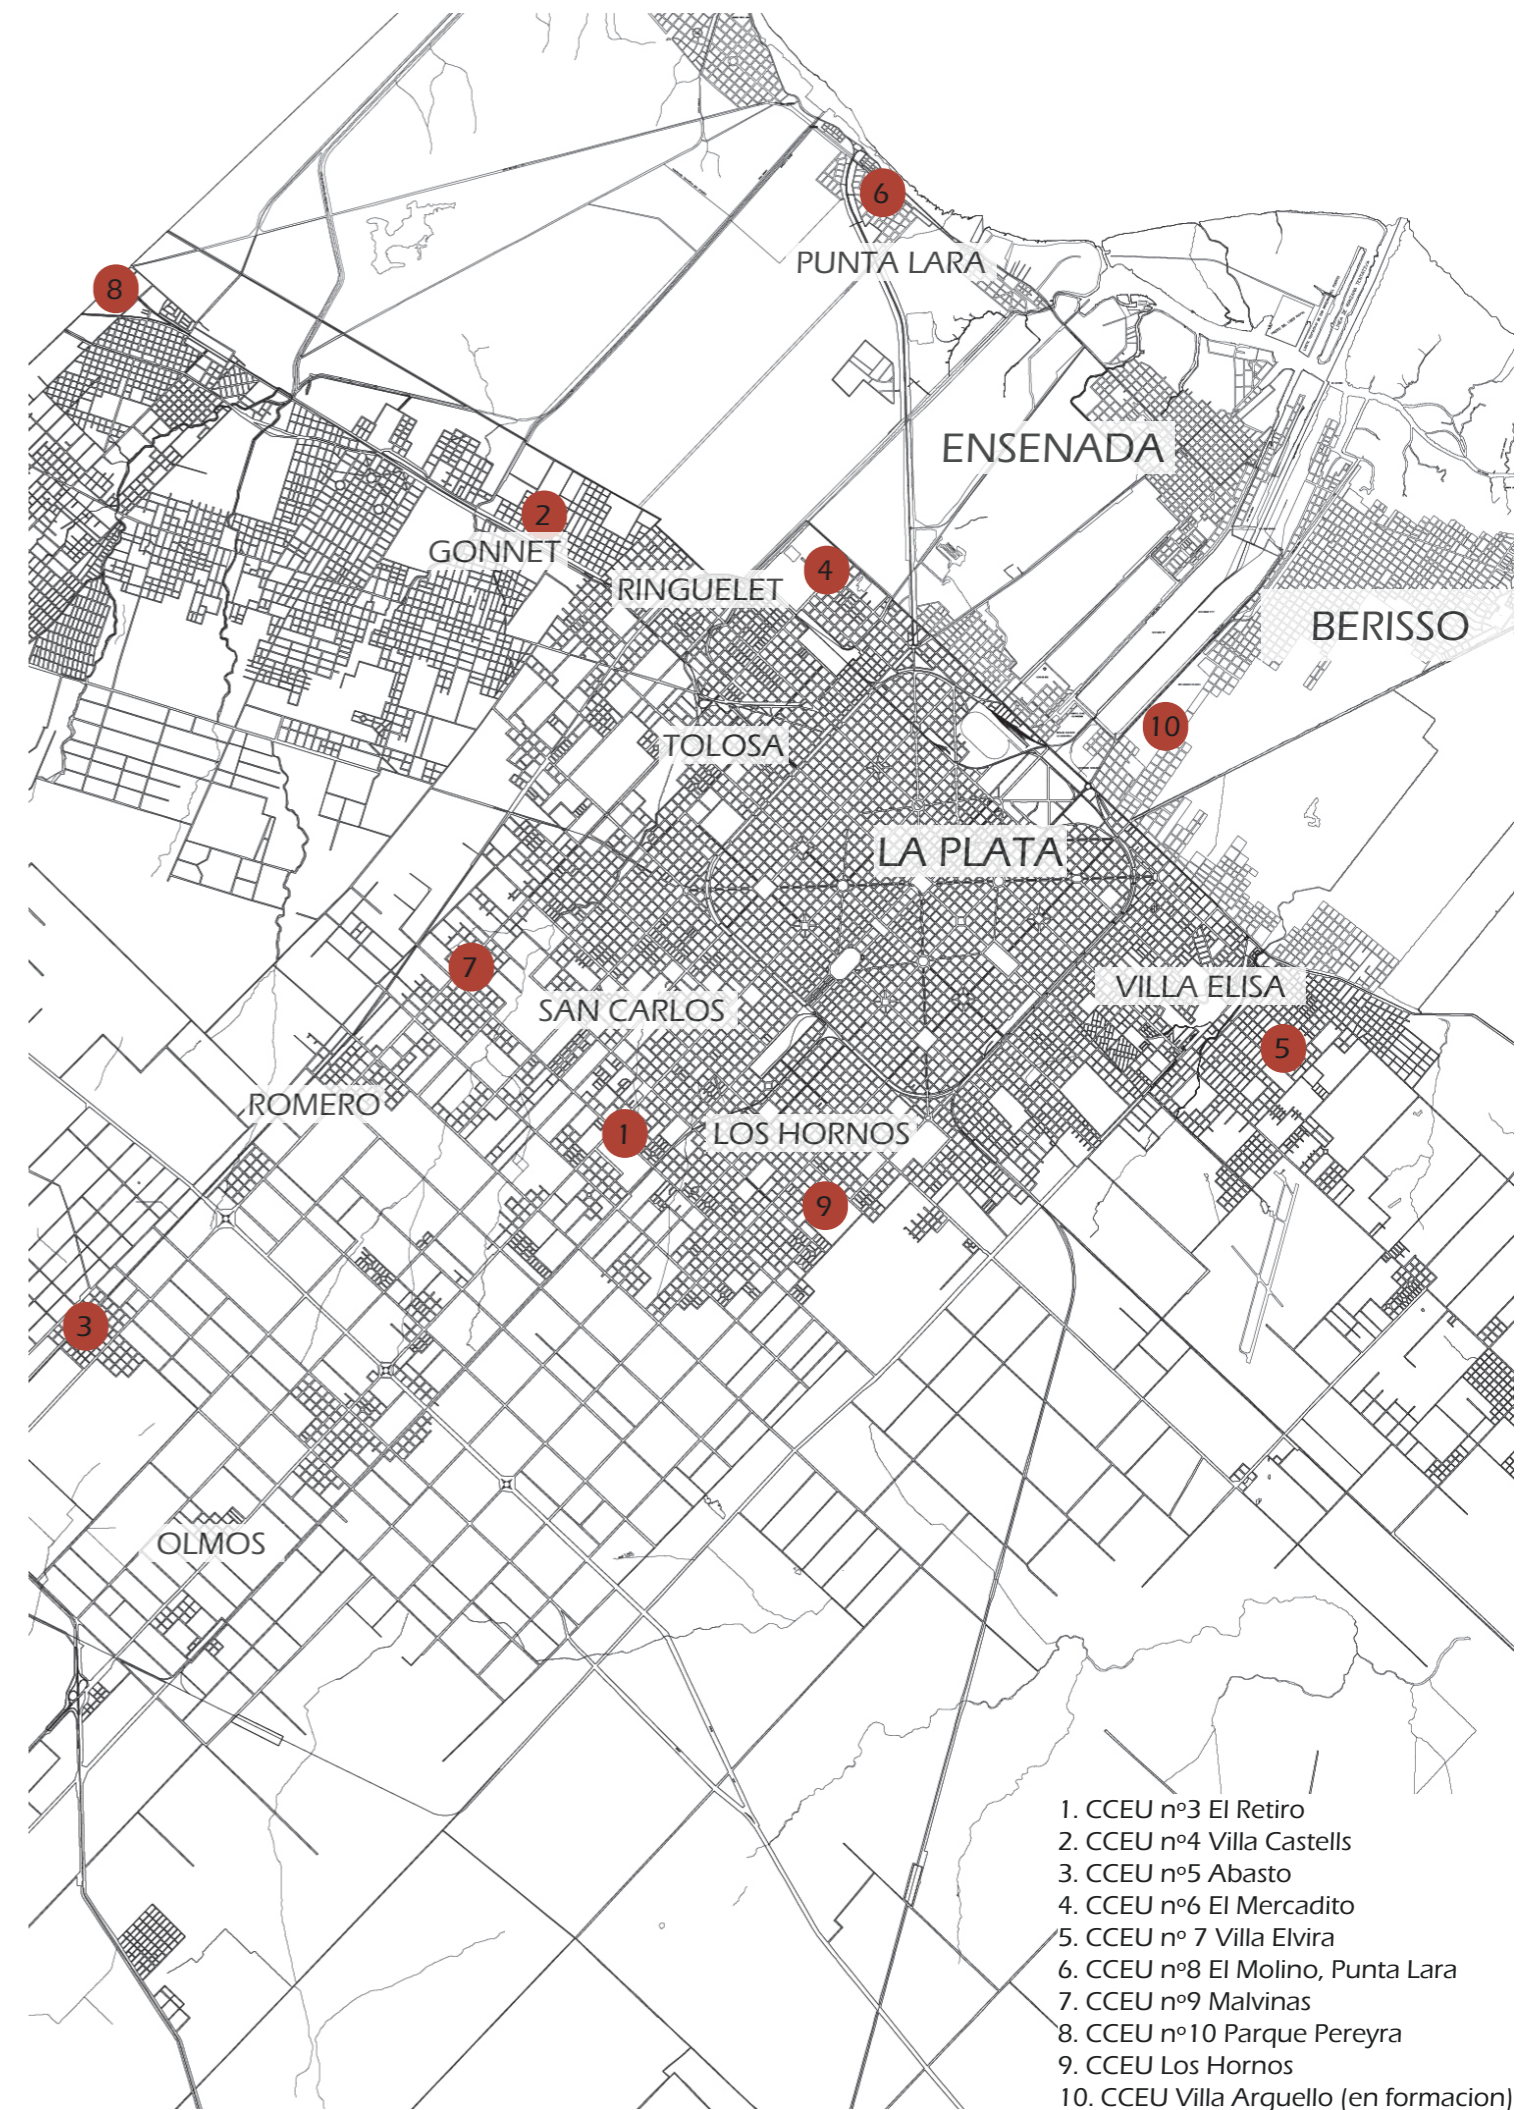 6
PUNTA LARA
8
ENSENADA
2
GONNET
4
RINGUELET
BERISSO
10
TOLOSA
LA PLATA
7
VILLA ELISA
SAN CARLOS
5
ROMERO
1
LOS HORNOS
9
3
OLMOS
1. CCEU nº3 El Retiro
2. CCEU nº4 Villa Castells
3. CCEU nº5 Abasto
4. CCEU nº6 El Mercadito
5. CCEU nº 7 Villa Elvira
6. CCEU nº8 El Molino, Punta Lara
7. CCEU nº9 Malvinas
8. CCEU nº10 Parque Pereyra
9. CCEU Los Hornos
10. CCEU Villa Arguello (en formacion)